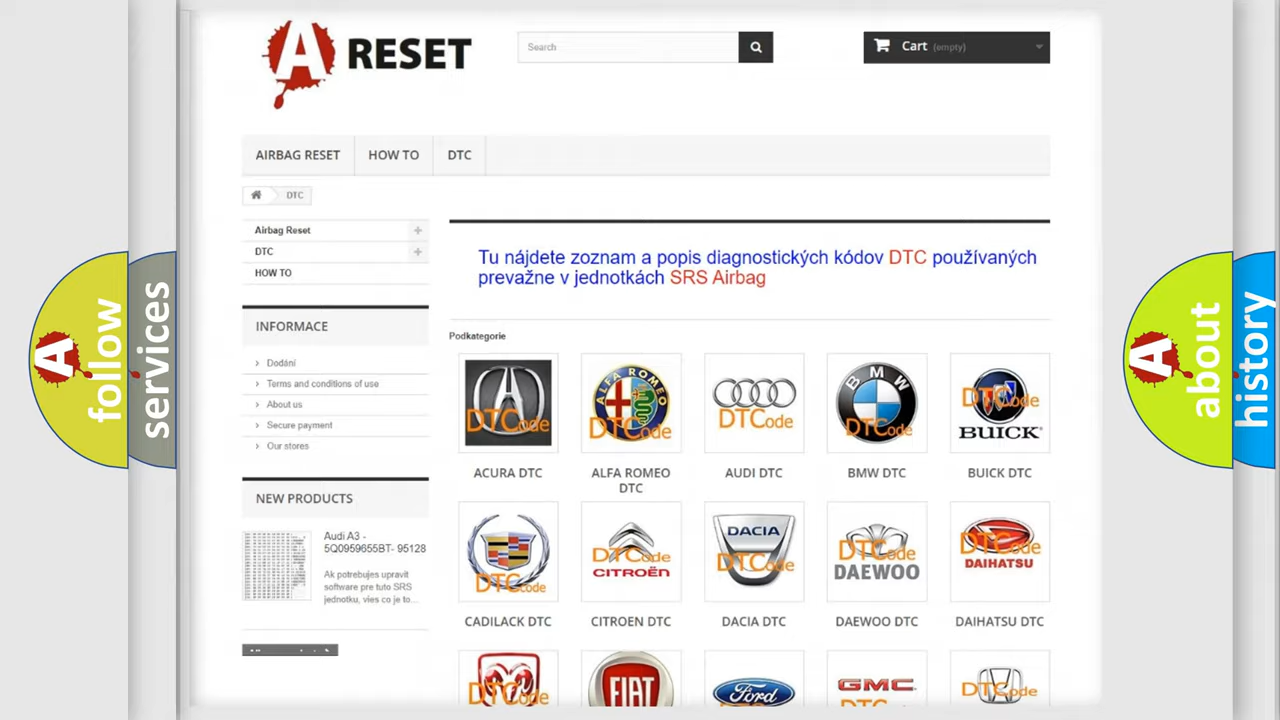 A RESET
Search
Cart (empty)
AIRBAG RESET
HOW TO
DTC
DTC
Airbag Reset
DTC
HOW TO
INFORMACE
Dodání
Terms and conditions of use
About us
Secure payment
Our stores
NEW PRODUCTS
Audi A3 -
5Q0959655BT- 95128
Ak potrebujes upravit
software pre tuto SRS
jednotku, vies co je to...
Tu nájdete zoznam a popis diagnostických kódov DTC používaných
prevažne v jednotkách SRS Airbag
Podkategorie
DTCode
ALFA ROMEO
DTCode
DTCode
BMW
DTCode
DTCode
BUICK
ACURA DTC
ALFA ROMEO
DTC
AUDI DTC
BMW DTC
BUICK DTC
DTCode
DTCode
CITROËN
DACIA
DTCode
DTCode
DAEWOO
DTCode
DAIHATSU
CADILACK DTC
CITROEN DTC
DACIA DTC
DAEWOO DTC
DAIHATSU DTC
DTCode
FIAT
Ford
GMC
DTCode
A
follow
services
A
about
history